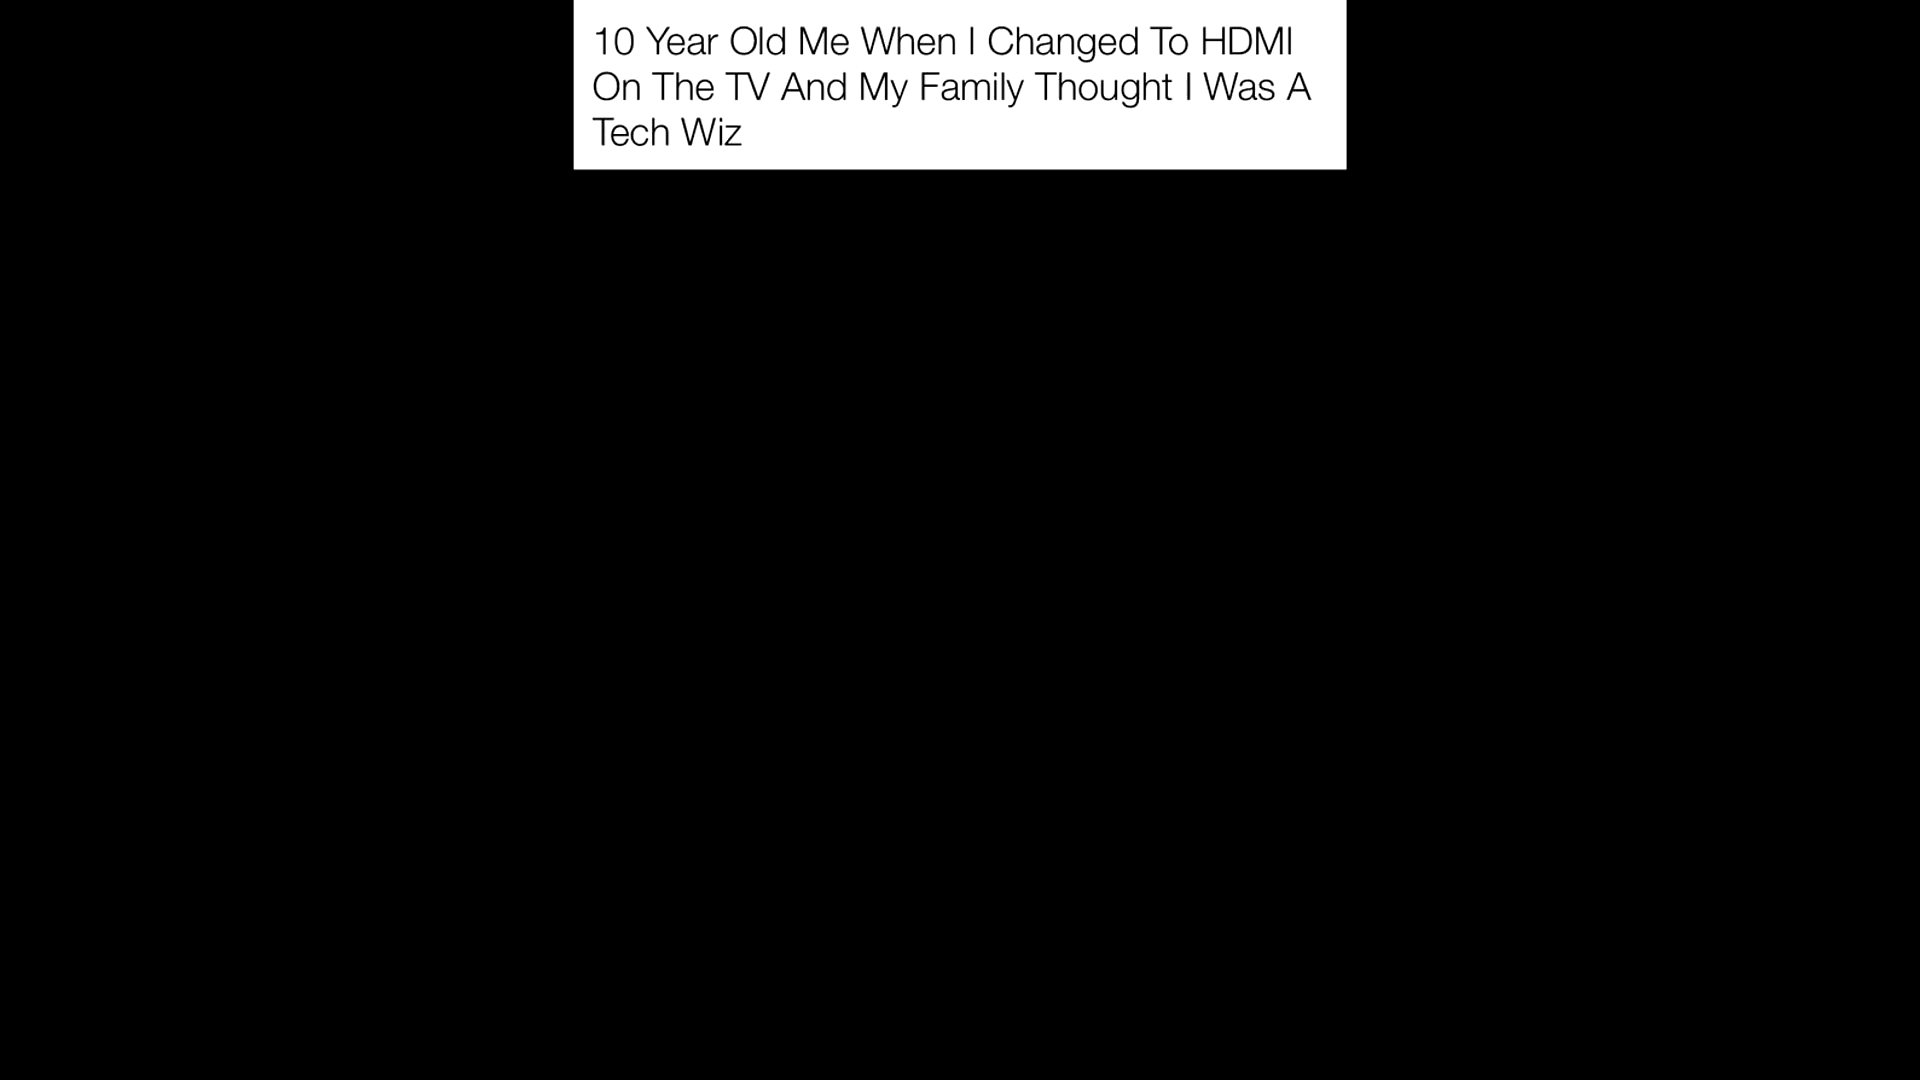 10 Year Old Me When I Changed To HDMI
On The TV And My Family Thought I Was A
Tech Wiz